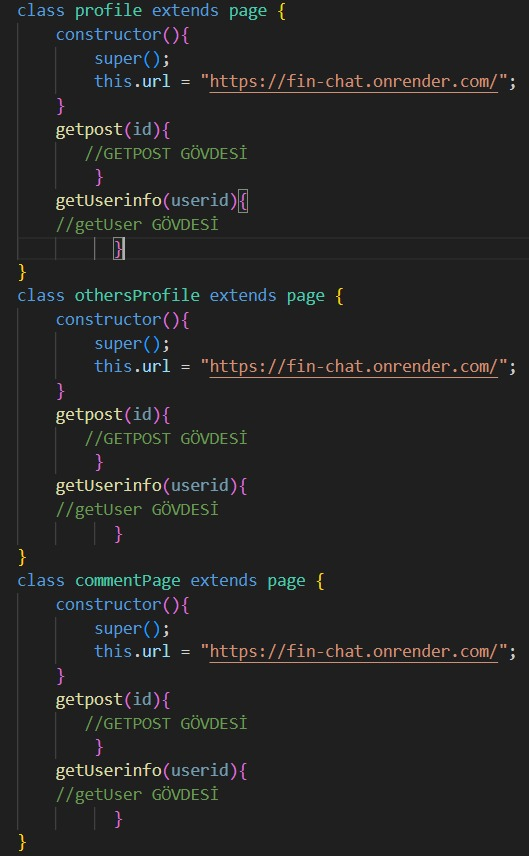 class profile extends page {
constructor(){
super();
this.url = "https://fin-chat.onrender.com/";
}
getpost(id){
//GETPOST GÖVDESİ
}
getUserinfo(userid){
//getUser GÖVDESİ
}
}
class othersProfile extends page {
constructor(){
super();
this.url = "https://fin-chat.onrender.com/";
}
getpost(id){
//GETPOST GÖVDESİ
}
getUserinfo(userid){
//getUser GÖVDESİ
}
}
class commentPage extends page {
constructor(){
super();
this.url = "https://fin-chat.onrender.com/";
}
getpost(id){
//GETPOST GÖVDESİ
}
getUserinfo(userid){
//getUser GÖVDESİ
}
}